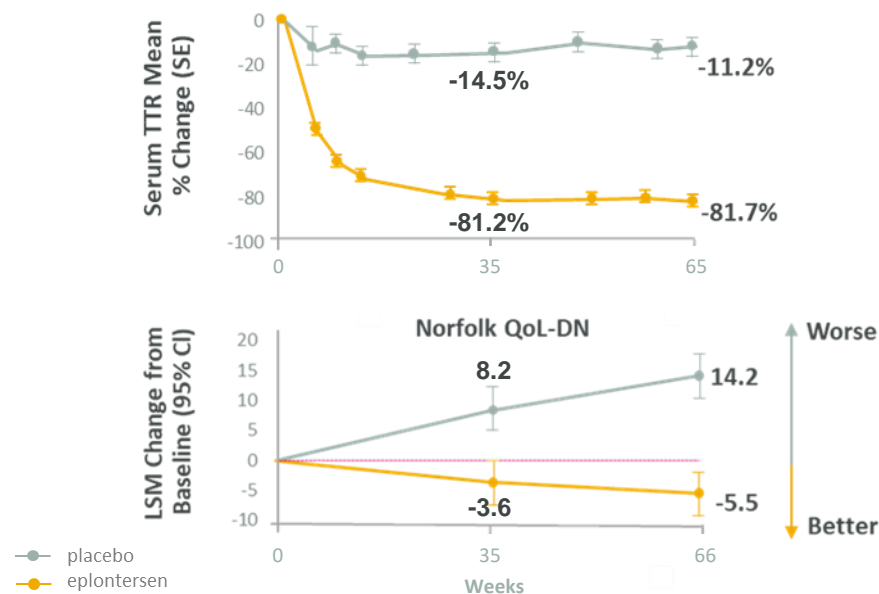 Serum TTR Mean
% Change (SE)
0
-20
-40
-60
-80
-100
-14.5%
-11.2%
-81.2%
-81.7%
0
35
65
Norfolk QoL-DN
LSM Change from
Baseline (95% CI)
20
15
10
5
0
-5
-10
8.2
14.2
-3.6
-5.5
Worse
Better
0
35
66
Weeks
placebo
eplontersen